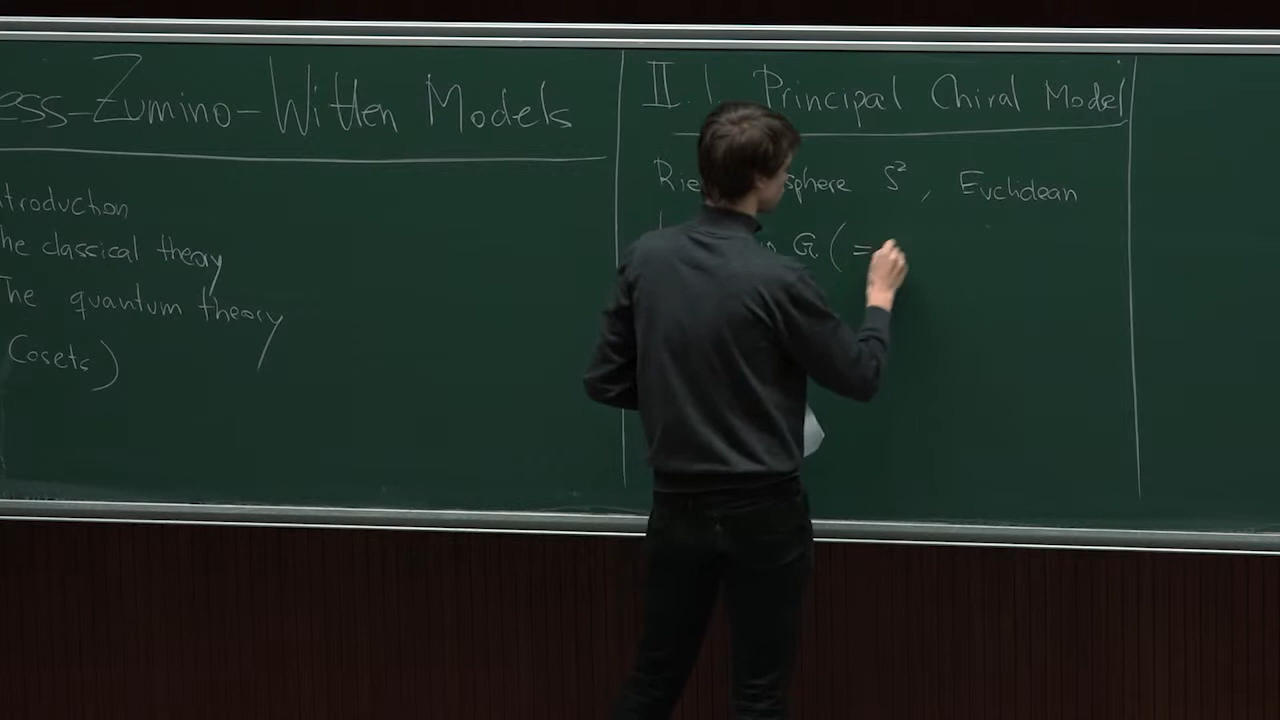 ess-Zumino-Witten Models
troduction
he classical theory
The quantum theory
Cosets)
II.1 Principal Chiral Model
Rie sphere S², Euclidean
G (=